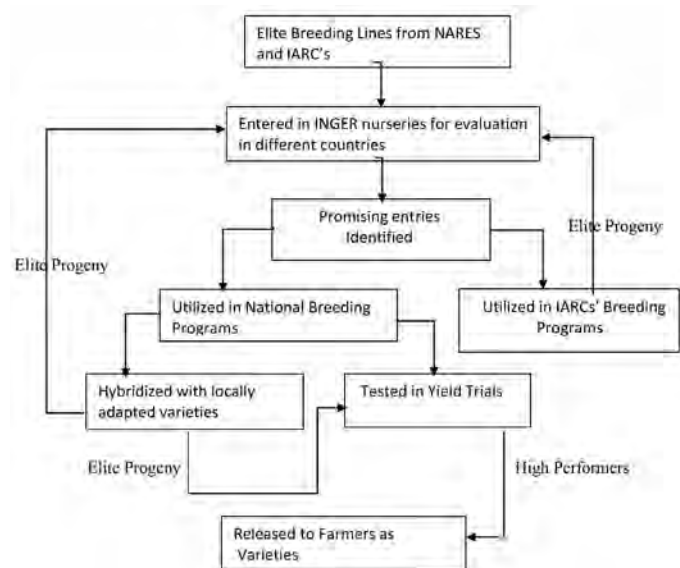 Elite Breeding Lines from NARES
and IARC's
Entered in INGER nurseries for evaluation
in different countries
Promising entries
Identified
Elite Progeny
Elite Progeny
Utilized in National Breeding
Programs
Utilized in IARCs' Breeding
Programs
Hybridized with locally
adapted varieties
Tested in Yield Trials
Elite Progeny
High Performers
Released to Farmers as
Varieties